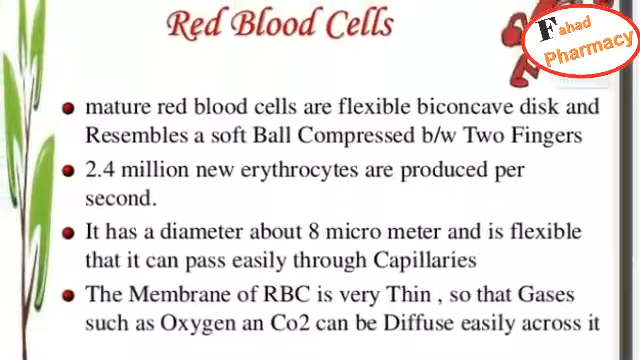 Red Blood Cells
Fahad
Pharmacy
mature red blood cells are flexible biconcave disk and
Resembles a soft Ball Compressed b/w Two Fingers
2.4 million new erythrocytes are produced per
second.
It has a diameter about 8 micro meter and is flexible
that it can pass easily through Capillaries
The Membrane of RBC is very Thin , so that Gases
such as Oxygen an Co2 can be Diffuse easily across it